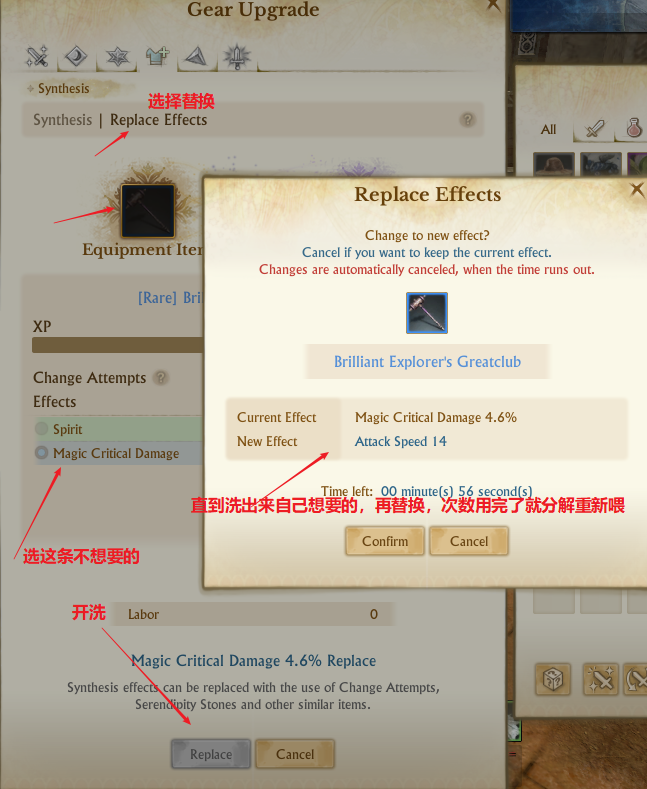 Gear Upgrade
Synthesis
选择替换
Synthesis | Replace Effects
?
All
Replace Effects
Change to new effect?
Cancel if you want to keep the current effect.
Changes are automatically canceled, when the time runs out.
Equipment Iter
[Rare] Bri
Brilliant Explorer's Greatclub
XP
Change Attempts ?
Effects
Current Effect Magic Critical Damage 4.6%
Spirit
New Effect Attack Speed 14
Magic Critical Damage
Time left: 00 minute(s) 56 second(s)
直到洗出来自己想要的，再替换，次数用完了就分解重新喂
Confirm Cancel
选这条不想要的
开洗
Labor 0
Magic Critical Damage 4.6% Replace
Synthesis effects can be replaced with the use of Change Attempts,
Serendipity Stones and other similar items.
Replace Cancel